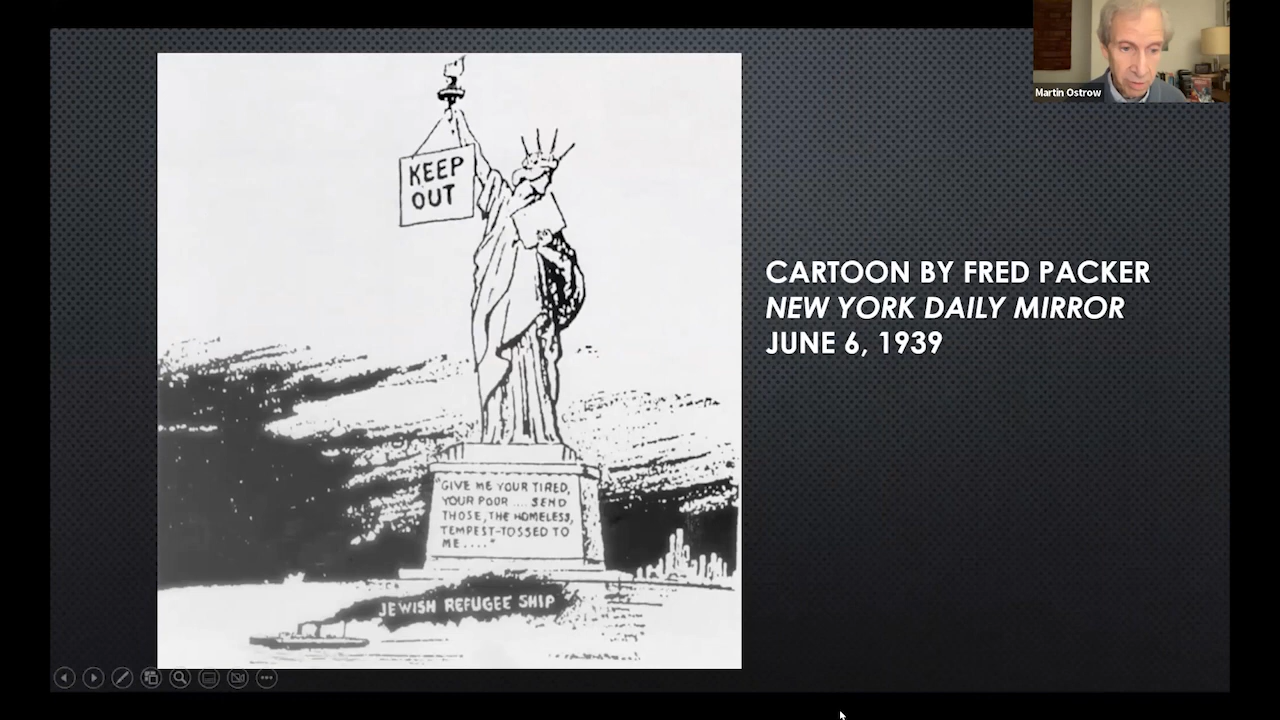 KEEP
OUT
"GIVE ME YOUR TIRED,
YOUR POOR .... SEND
THOSE, THE HOMELESS,
TEMPEST-TOSSED TO
ME...."
JEWISH REFUGEE SHIP
CARTOON BY FRED PACKER
NEW YORK DAILY MIRROR
JUNE 6, 1939
Martin Ostrow